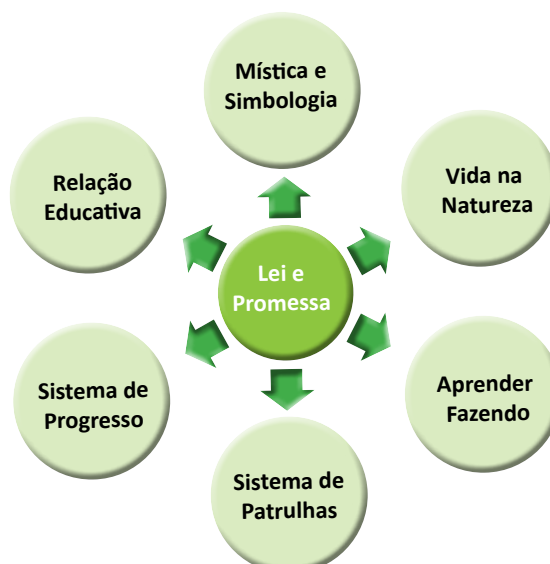 Mística e
Simbologia
Relação
Educativa
Vida na
Natureza
Lei e
Promessa
Sistema de
Progresso
Aprender
Fazendo
Sistema de
Patrulhas